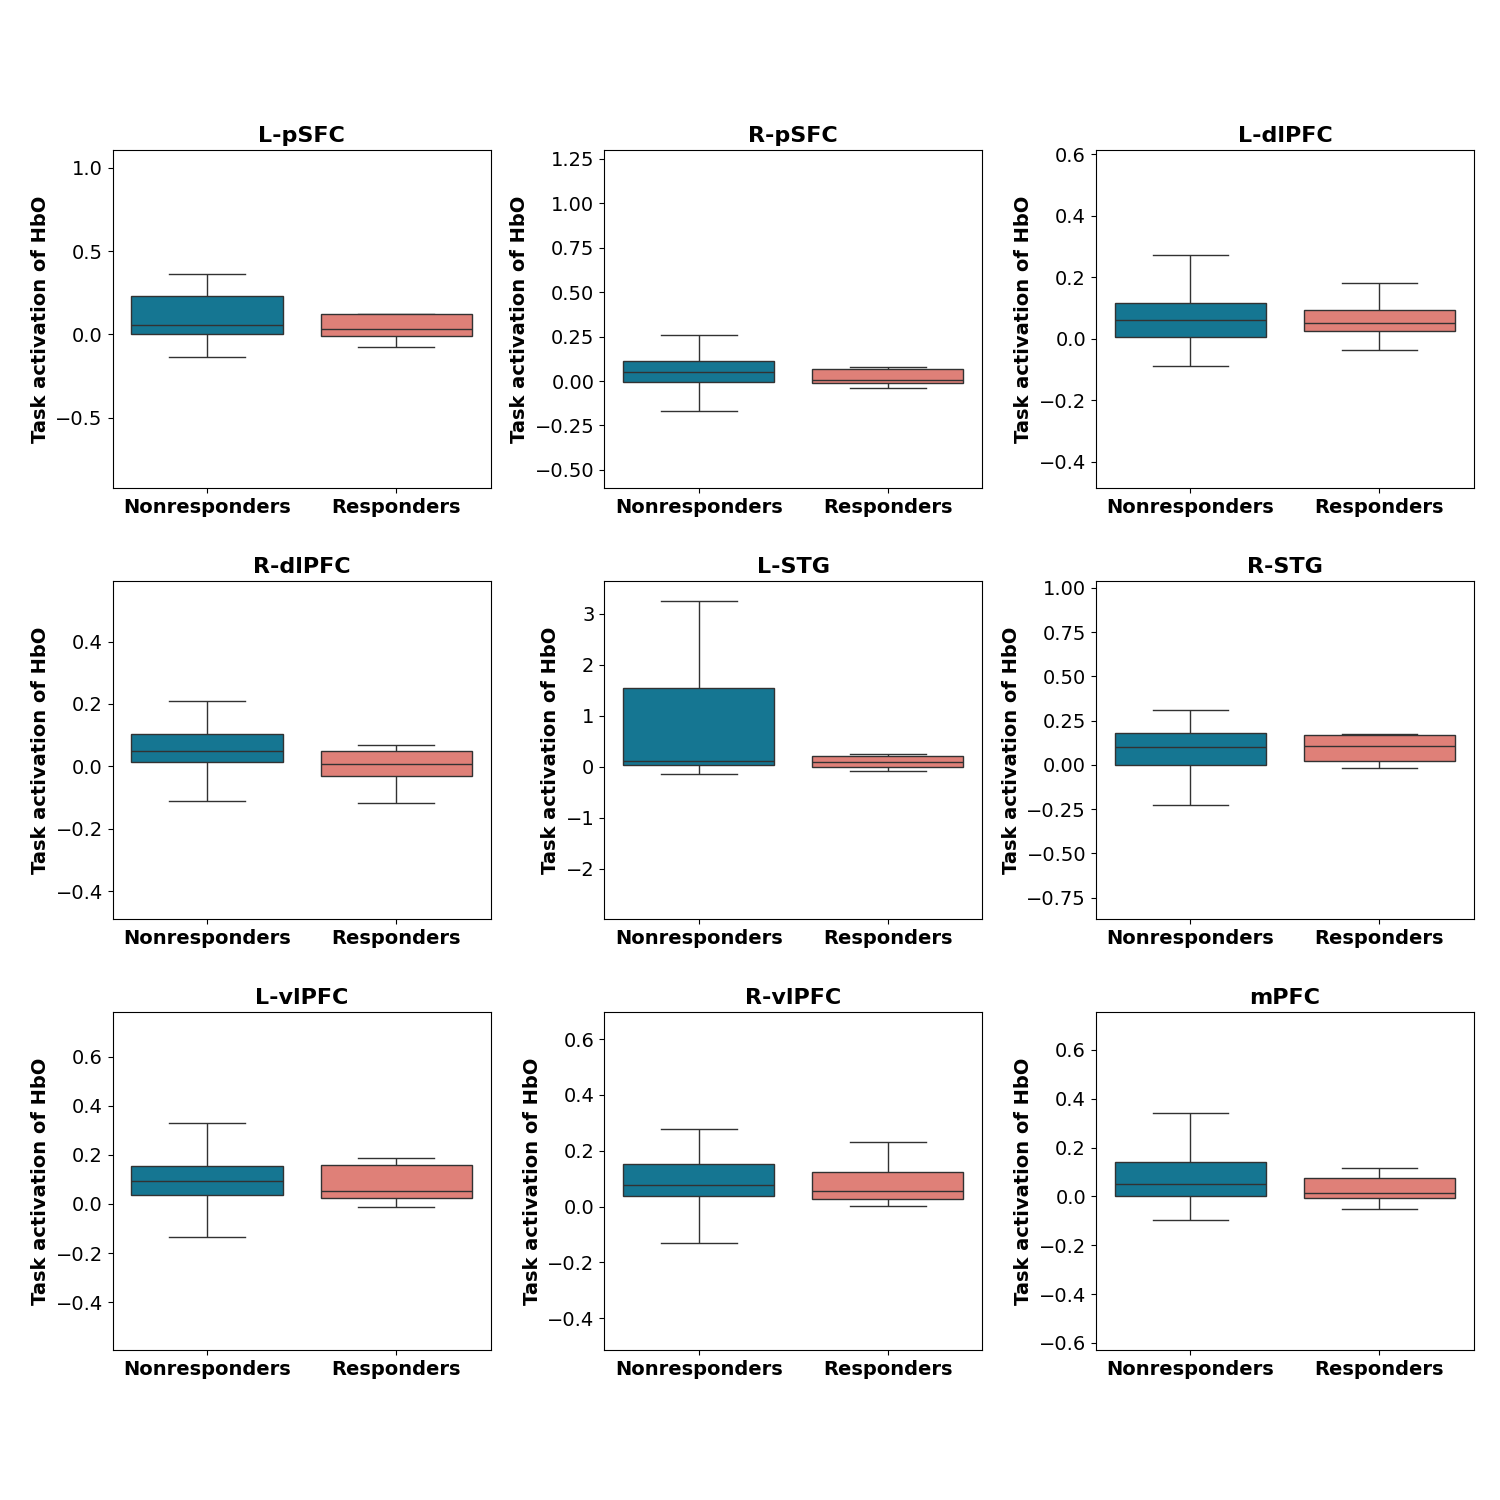 L-pSFC
Task activation of HbO
1.0
0.5
0.0
−0.5
Nonresponders Responders
R-pSFC
Task activation of HbO
1.25
1.00
0.75
0.50
0.25
0.00
−0.25
−0.50
Nonresponders Responders
L-dlPFC
Task activation of HbO
0.6
0.4
0.2
0.0
−0.2
−0.4
Nonresponders Responders
R-dlPFC
Task activation of HbO
0.4
0.2
0.0
−0.2
−0.4
Nonresponders Responders
L-STG
Task activation of HbO
3
2
1
0
−1
−2
Nonresponders Responders
R-STG
Task activation of HbO
1.00
0.75
0.50
0.25
0.00
−0.25
−0.50
−0.75
Nonresponders Responders
L-vlPFC
Task activation of HbO
0.6
0.4
0.2
0.0
−0.2
−0.4
Nonresponders Responders
R-vlPFC
Task activation of HbO
0.6
0.4
0.2
0.0
−0.2
−0.4
Nonresponders Responders
mPFC
Task activation of HbO
0.6
0.4
0.2
0.0
−0.2
−0.4
−0.6
Nonresponders Responders